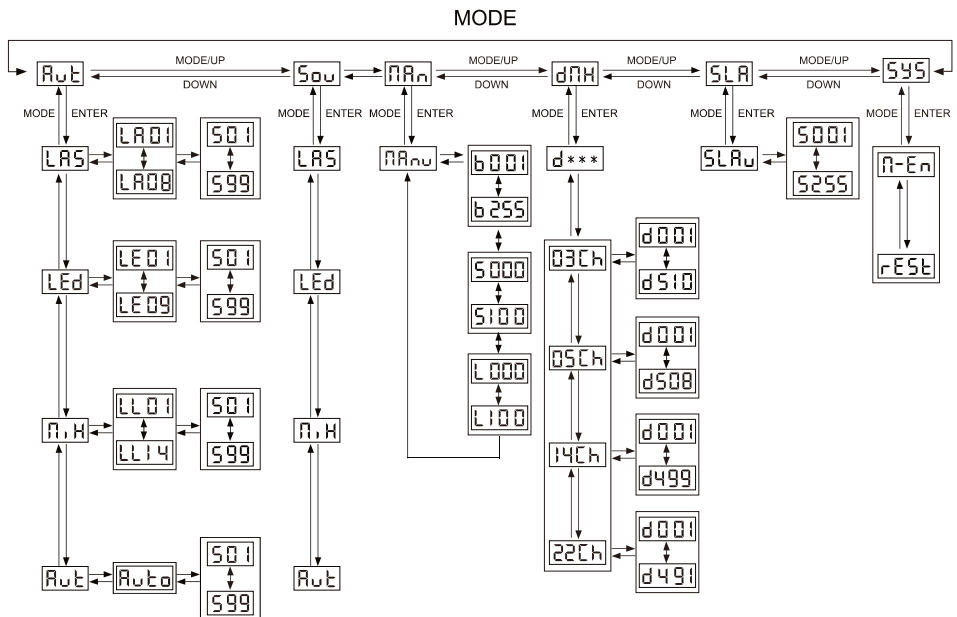 MODE
MODE/UP MODE/UP MODE/UP MODE/UP
Aut Sou MAn dMX SLA SYS
DOWN DOWN DOWN DOWN
MODE ENTER MODE ENTER MODE ENTER MODE ENTER MODE ENTER MODE ENTER
LA01 S01 S001
LAS LAS MAnu b001 d*** SLAu M-En
LA08 S99 b255 S255
d001
LE01 S01 S000 03Ch rESt
LEd LEd d510
LE09 S99 S100
d001
05Ch
L000 d508
LL01 S01
MiX MiX L100 d001
LL14 S99 14Ch
d499
d001
S01 22Ch
Aut Auto Aut d491
S99